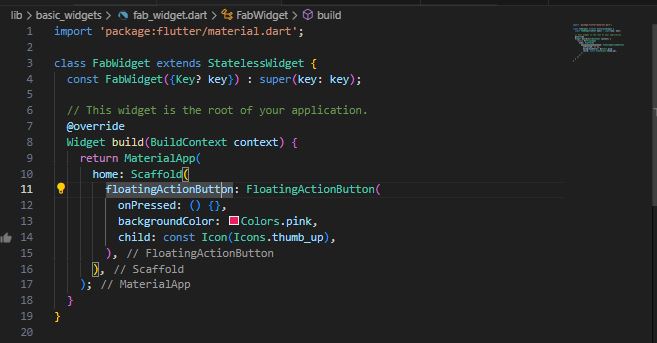 lib > basic_widgets > fab_widget.dart > FabWidget > build
1 import 'package:flutter/material.dart';
2
3 class FabWidget extends StatelessWidget {
4   const FabWidget({Key? key}) : super(key: key);
5
6   // This widget is the root of your application.
7   @override
8   Widget build(BuildContext context) {
9     return MaterialApp(
10       home: Scaffold(
11         floatingActionButton: FloatingActionButton(
12           onPressed: () {},
13           backgroundColor: Colors.pink,
14           child: const Icon(Icons.thumb_up),
15         ), // FloatingActionButton
16       ), // Scaffold
17     ); // MaterialApp
18   }
19 }
20